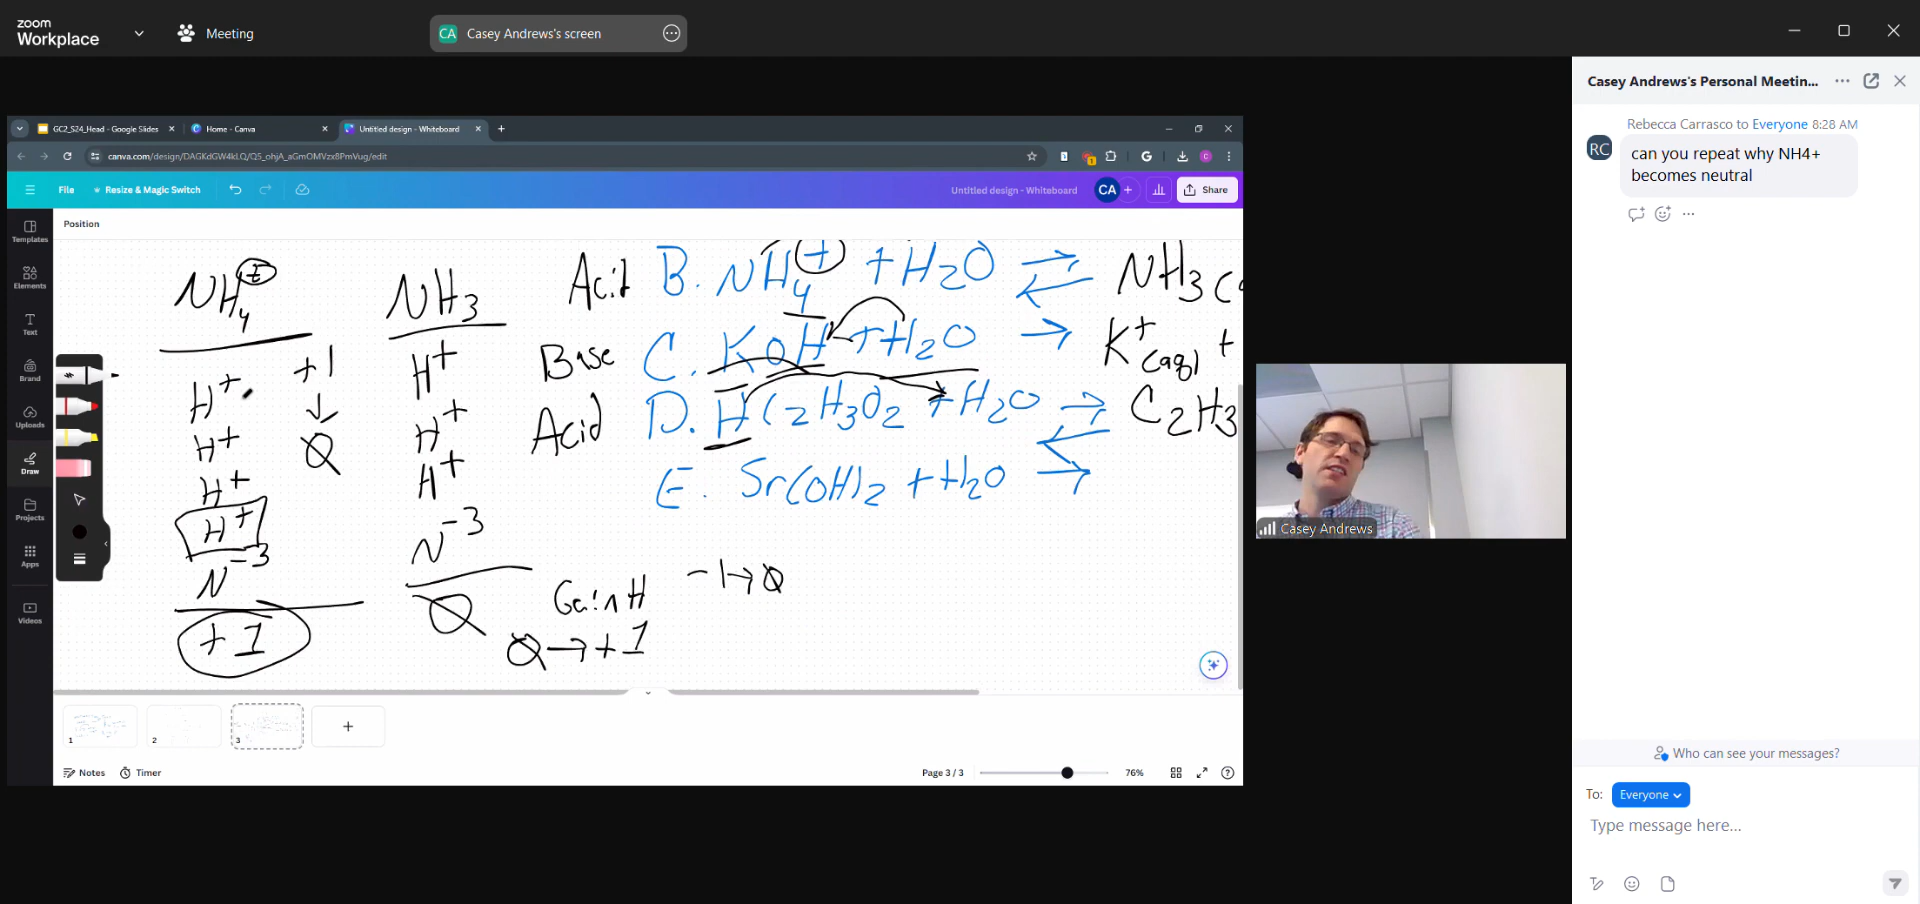 zoom
Workplace
Meeting
CA Casey Andrews's screen
GC2_S24_Head - Google Slides
Home - Canva
Untitled design - Whiteboard
canva.com/design/DAGKdGW4kLQ/Q5_ohjA_aGmOMVzx8PmVug/edit
File
Resize & Magic Switch
Untitled design - Whiteboard
CA
Share
Position
Templates
Elements
Text
Brand
Uploads
Draw
Projects
Apps
Videos
NH4+
H+
H+
H+
H+
N-3
+1
+1
↓
0
NH3
H+
H+
H+
N-3
0
Acid B. NH4+ + H2O ⇌ NH3(
Base C. KOH + H2O → K+(aq) +
Acid D. HC2H3O2 + H2O ⇌ C2H3
E. Sr(OH)2 + H2O →
Gain H -1→0
0→+1
1
2
3
Notes
Timer
Page 3 / 3
76%
Casey Andrews
Casey Andrews's Personal Meetin...
Rebecca Carrasco to Everyone 8:28 AM
RC
can you repeat why NH4+
becomes neutral
Who can see your messages?
To: Everyone
Type message here...